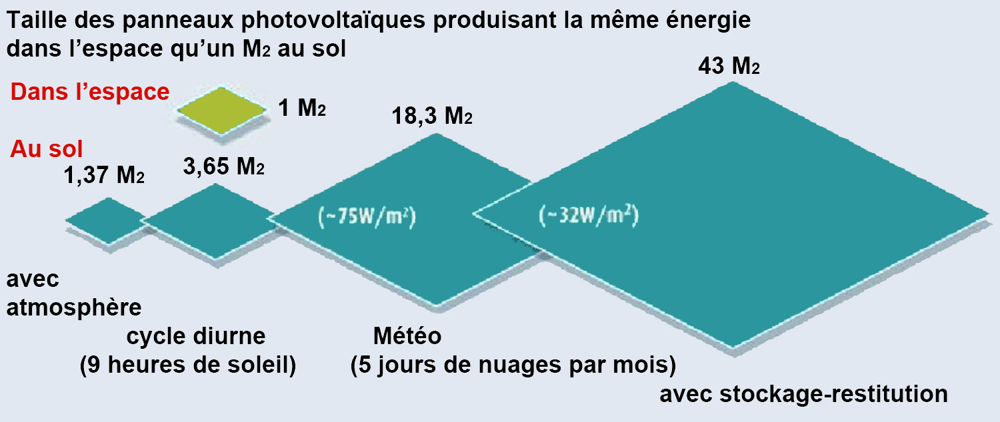 Taille des panneaux photovoltaïques produisant la même énergie
dans l’espace qu’un M2 au sol
Dans l’espace
1 M2
Au sol
1,37 M2
3,65 M2
18,3 M2
43 M2
(~75W/m²)
(~32W/m²)
avec
atmosphère
cycle diurne
(9 heures de soleil)
Météo
(5 jours de nuages par mois)
avec stockage-restitution